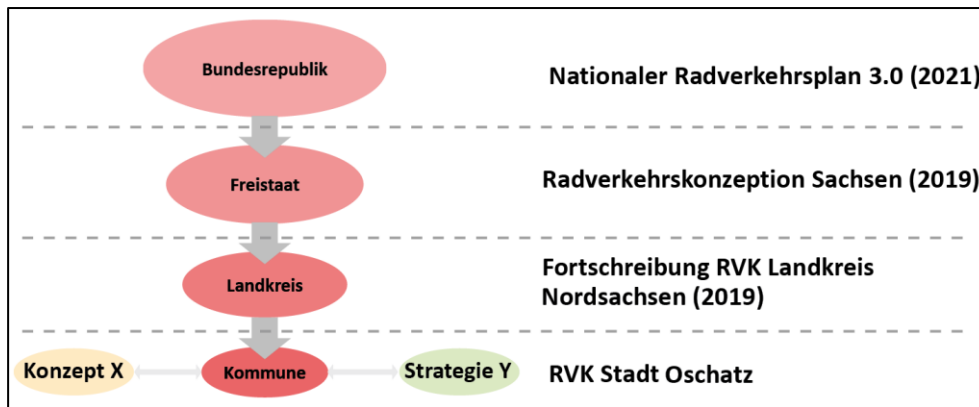 Bundesrepublik
Nationaler Radverkehrsplan 3.0 (2021)
Freistaat
Radverkehrskonzeption Sachsen (2019)
Landkreis
Fortschreibung RVK Landkreis
Nordsachsen (2019)
Konzept X
Kommune
Strategie Y
RVK Stadt Oschatz